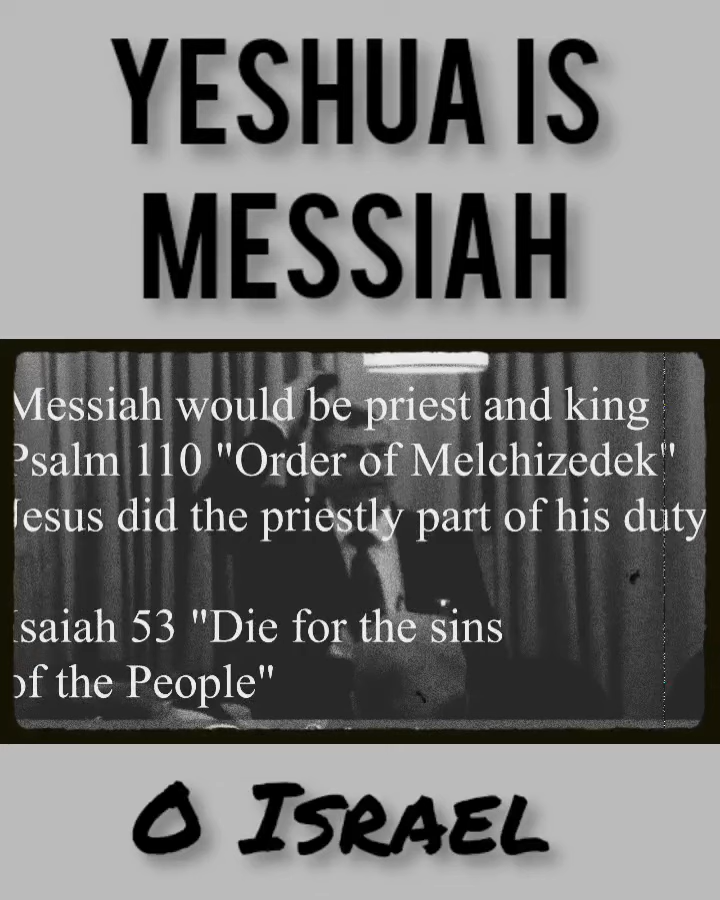 YESHUA IS
MESSIAH
Messiah would be priest and king
Psalm 110 "Order of Melchizedek"
Jesus did the priestly part of his duty
Isaiah 53 "Die for the sins
of the People"
O ISRAEL